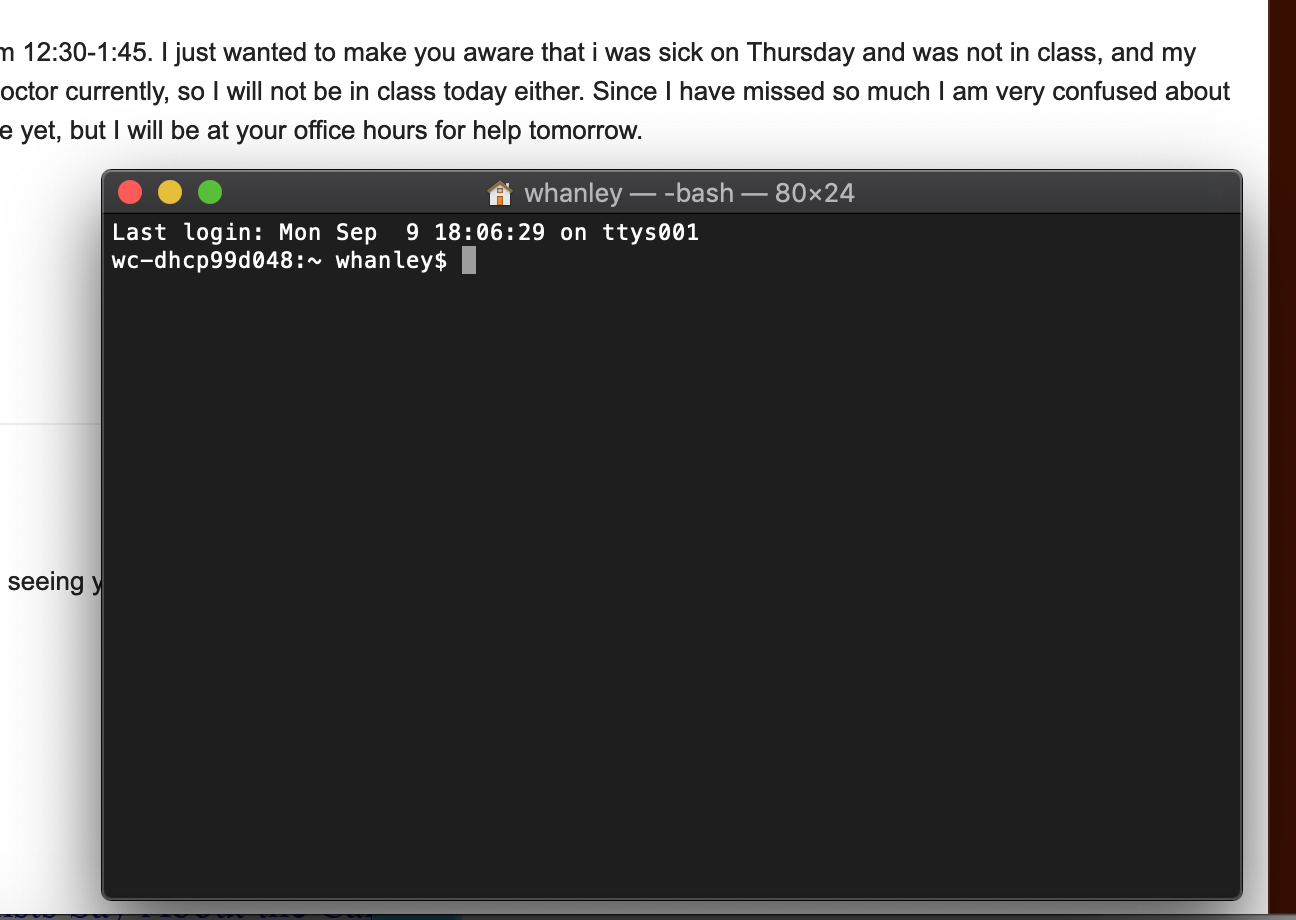 m 12:30-1:45. I just wanted to make you aware that i was sick on Thursday and was not in class, and my
octor currently, so I will not be in class today either. Since I have missed so much I am very confused about
e yet, but I will be at your office hours for help tomorrow.
whanley — -bash — 80×24
Last login: Mon Sep  9 18:06:29 on ttys001
wc-dhcp99d048:~ whanley$
seeing y